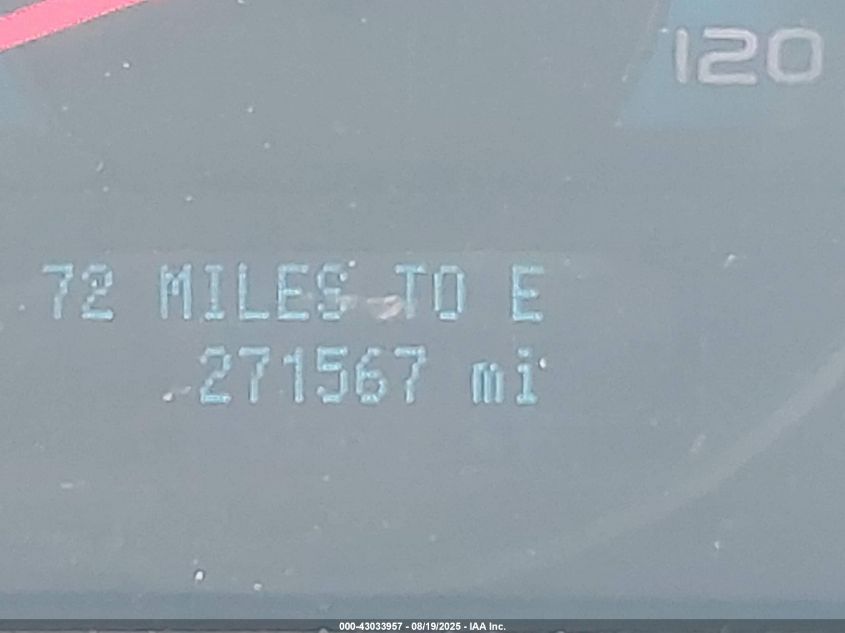 120
72 MILES TO E
271567 mi
000-43033957 - 08/19/2025 - IAA Inc.